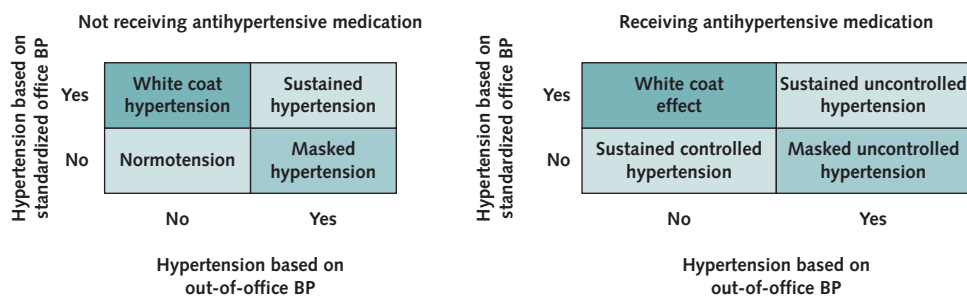 Not receiving antihypertensive medication
Hypertension based on
standardized office BP
Yes
White coat
hypertension
Sustained
hypertension
No
Normotension
Masked
hypertension
No
Yes
Hypertension based on
out-of-office BP
Receiving antihypertensive medication
Hypertension based on
standardized office BP
Yes
White coat
effect
Sustained uncontrolled
hypertension
No
Sustained controlled
hypertension
Masked uncontrolled
hypertension
No
Yes
Hypertension based on
out-of-office BP